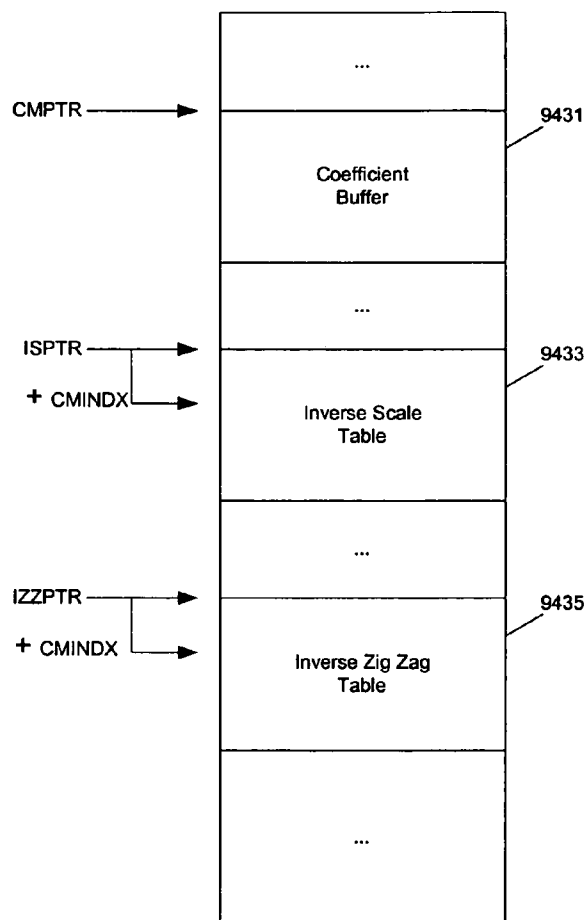 ...
CMPTR
9431
Coefficient
Buffer
...
ISPTR
9433
+ CMINDX
Inverse Scale
Table
...
IZZPTR
9435
+ CMINDX
Inverse Zig Zag
Table
...